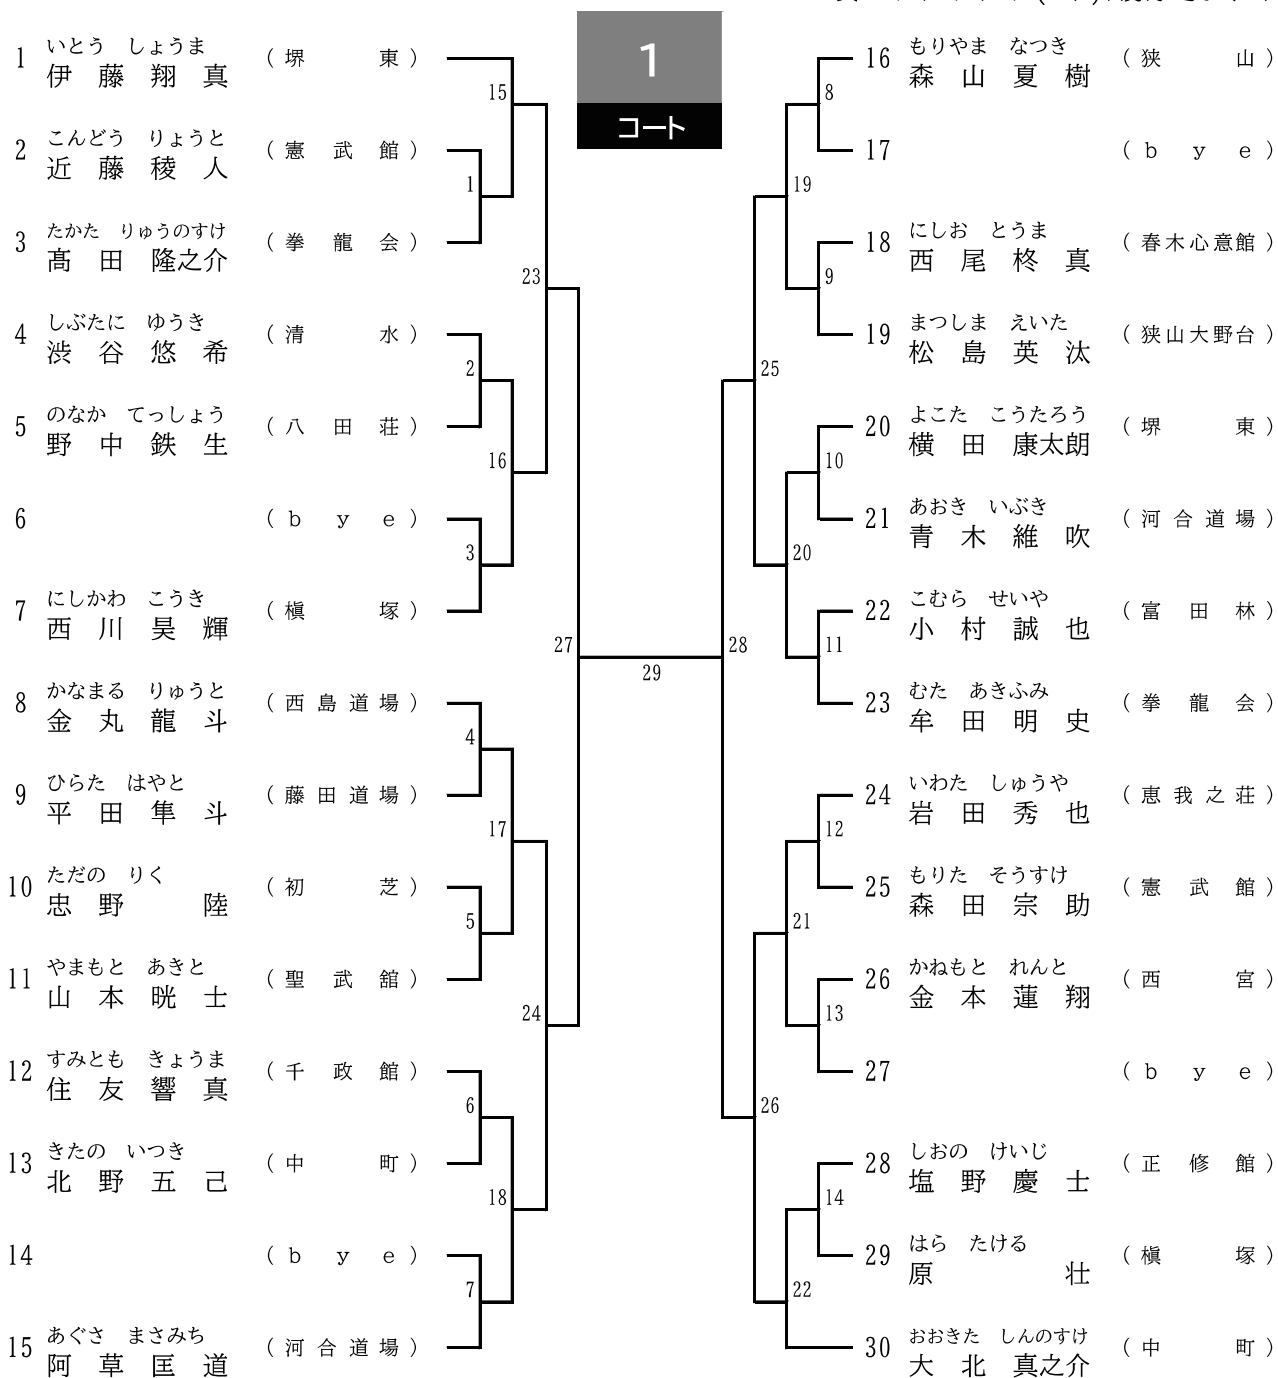 1
コート
1 いとう しょうま
伊藤翔真 (堺東)
2 こんどう りょうと
近藤稜人 (憲武館)
3 たかた りゅうのすけ
髙田隆之介 (拳龍会)
4 しぶたに ゆうき
渋谷悠希 (清水)
5 のなか てっしょう
野中鉄生 (八田荘)
6 (bye)
7 にしかわ こうき
西川昊輝 (槇塚)
8 かなまる りゅうと
金丸龍斗 (西島道場)
9 ひらた はやと
平田隼斗 (藤田道場)
10 ただの りく
忠野陸 (初芝)
11 やまもと あきと
山本晄士 (聖武舘)
12 すみとも きょうま
住友響真 (千政館)
13 きたの いつき
北野五己 (中町)
14 (bye)
15 あぐさ まさみち
阿草匡道 (河合道場)
15
1
23
2
16
3
27
4
17
5
24
6
18
7
29
28
8
19
9
25
10
20
11
12
21
13
26
14
22
16 もりやま なつき
森山夏樹 (狭山)
17 (bye)
18 にしお とうま
西尾柊真 (春木心意館)
19 まつしま えいた
松島英汰 (狭山大野台)
20 よこた こうたろう
横田康太朗 (堺東)
21 あおき いぶき
青木維吹 (河合道場)
22 こむら せいや
小村誠也 (富田林)
23 むた あきふみ
牟田明史 (拳龍会)
24 いわた しゅうや
岩田秀也 (恵我之荘)
25 もりた そうすけ
森田宗助 (憲武館)
26 かねもと れんと
金本蓮翔 (西宮)
27 (bye)
28 しおの けいじ
塩野慶士 (正修館)
29 はら たける
原壮 (槇塚)
30 おおきた しんのすけ
大北真之介 (中町)